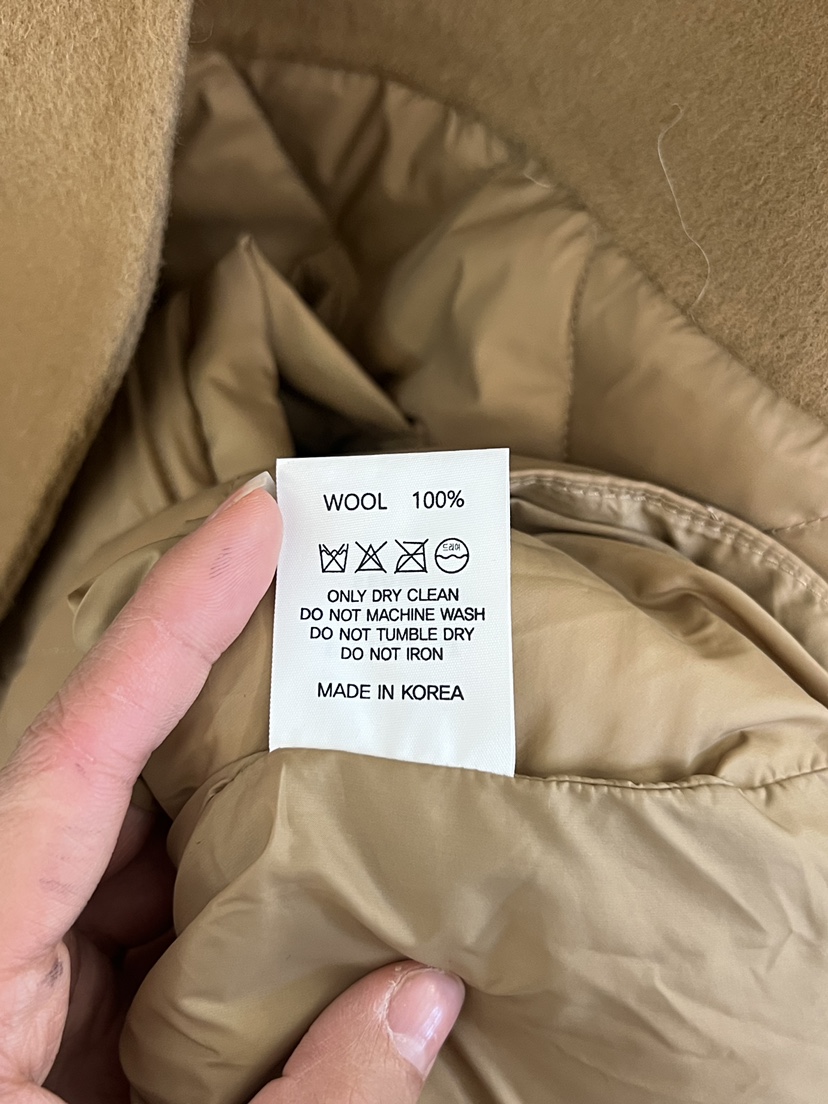 WOOL 100%
드라이
ONLY DRY CLEAN
DO NOT MACHINE WASH
DO NOT TUMBLE DRY
DO NOT IRON
MADE IN KOREA